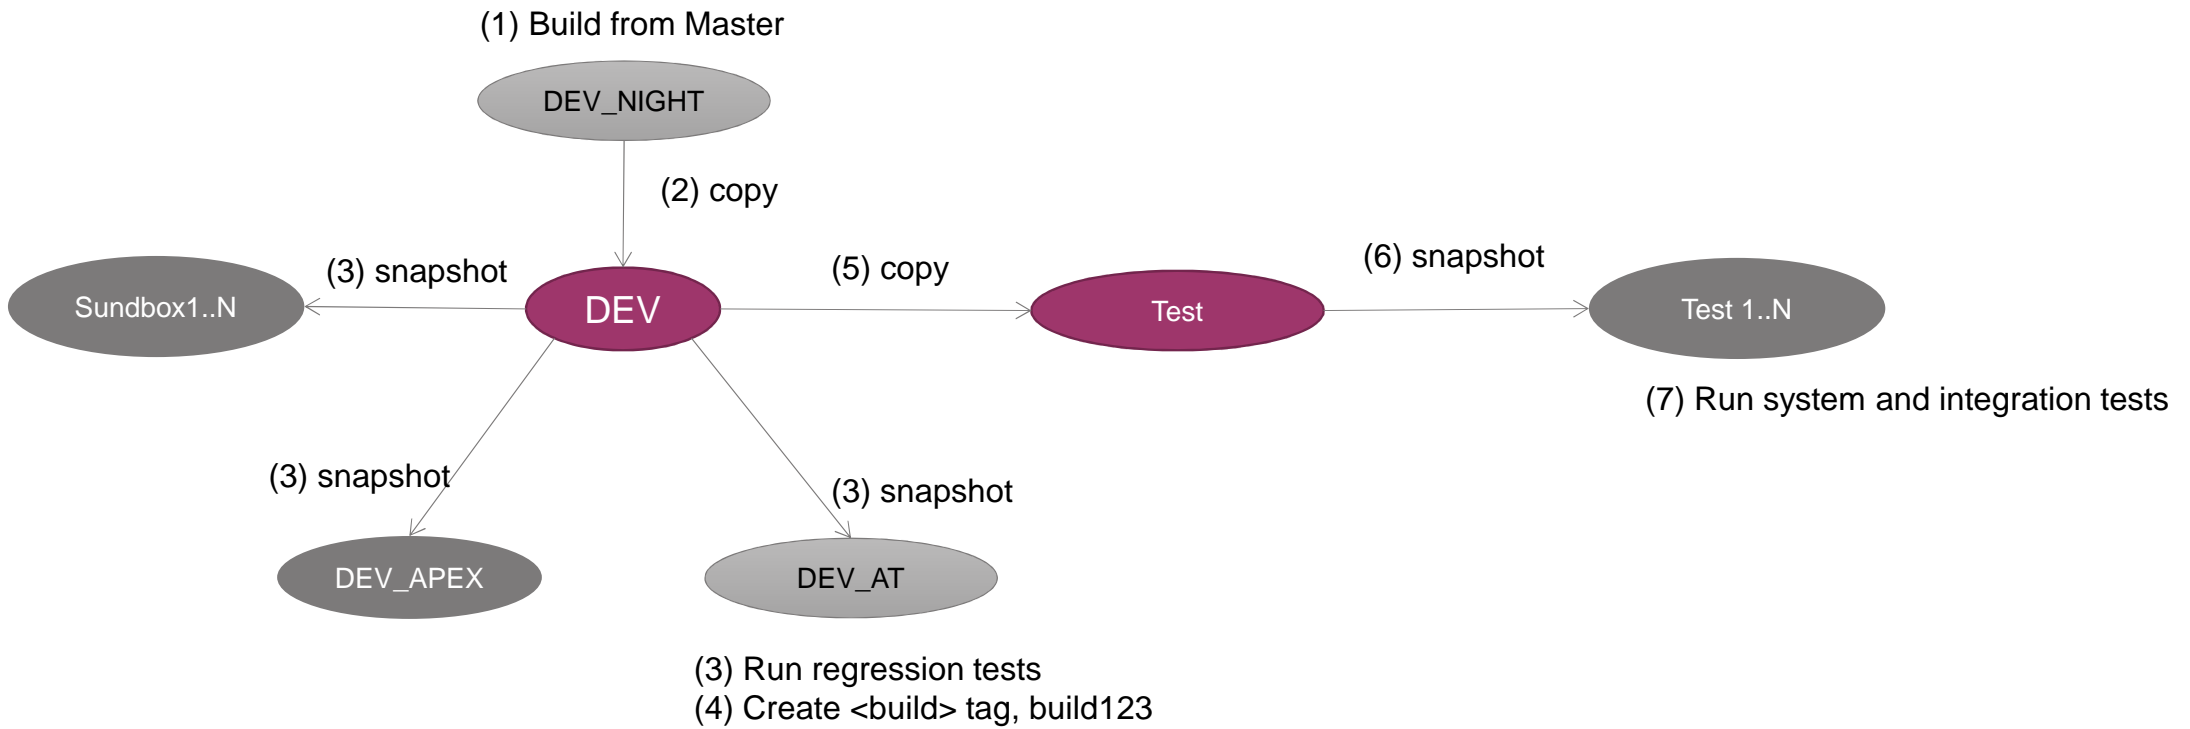 (1) Build from Master
DEV_NIGHT
(2) copy
(3) snapshot
(5) copy
(6) snapshot
Sundbox1..N
DEV
Test
Test 1..N
(7) Run system and integration tests
(3) snapshot
(3) snapshot
DEV_APEX
DEV_AT
(3) Run regression tests
(4) Create <build> tag, build123